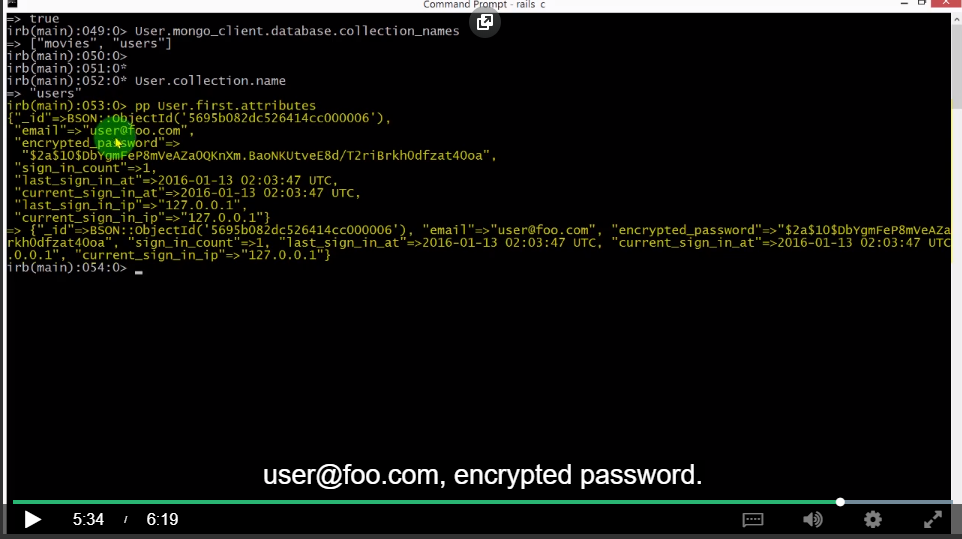 Command Prompt - rails c
=> true
irb(main):049:0> User.mongo_client.database.collection_names
=> ["movies", "users"]
irb(main):050:0>
irb(main):051:0*
irb(main):052:0* User.collection.name
=> "users"
irb(main):053:0> pp User.first.attributes
{"_id"=>BSON::ObjectId('5695b082dc526414cc000006'),
"email"=>"user@foo.com",
"encrypted_password"=>
"$2a$10$DbYgmFeP8mVeAZa0QKnXm.BaoNKUtveE8d/T2riBrkh0dfzat40oa",
"sign_in_count"=>1,
"last_sign_in_at"=>2016-01-13 02:03:47 UTC,
"current_sign_in_at"=>2016-01-13 02:03:47 UTC,
"last_sign_in_ip"=>"127.0.0.1",
"current_sign_in_ip"=>"127.0.0.1"}
=> {"_id"=>BSON::ObjectId('5695b082dc526414cc000006'), "email"=>"user@foo.com", "encrypted_password"=>"$2a$10$DbYgmFeP8mVeAZa
rkh0dfzat40oa", "sign_in_count"=>1, "last_sign_in_at"=>2016-01-13 02:03:47 UTC, "current_sign_in_at"=>2016-01-13 02:03:47 UTC
.0.0.1", "current_sign_in_ip"=>"127.0.0.1"}
irb(main):054:0>
user@foo.com, encrypted password.
5:34 / 6:19